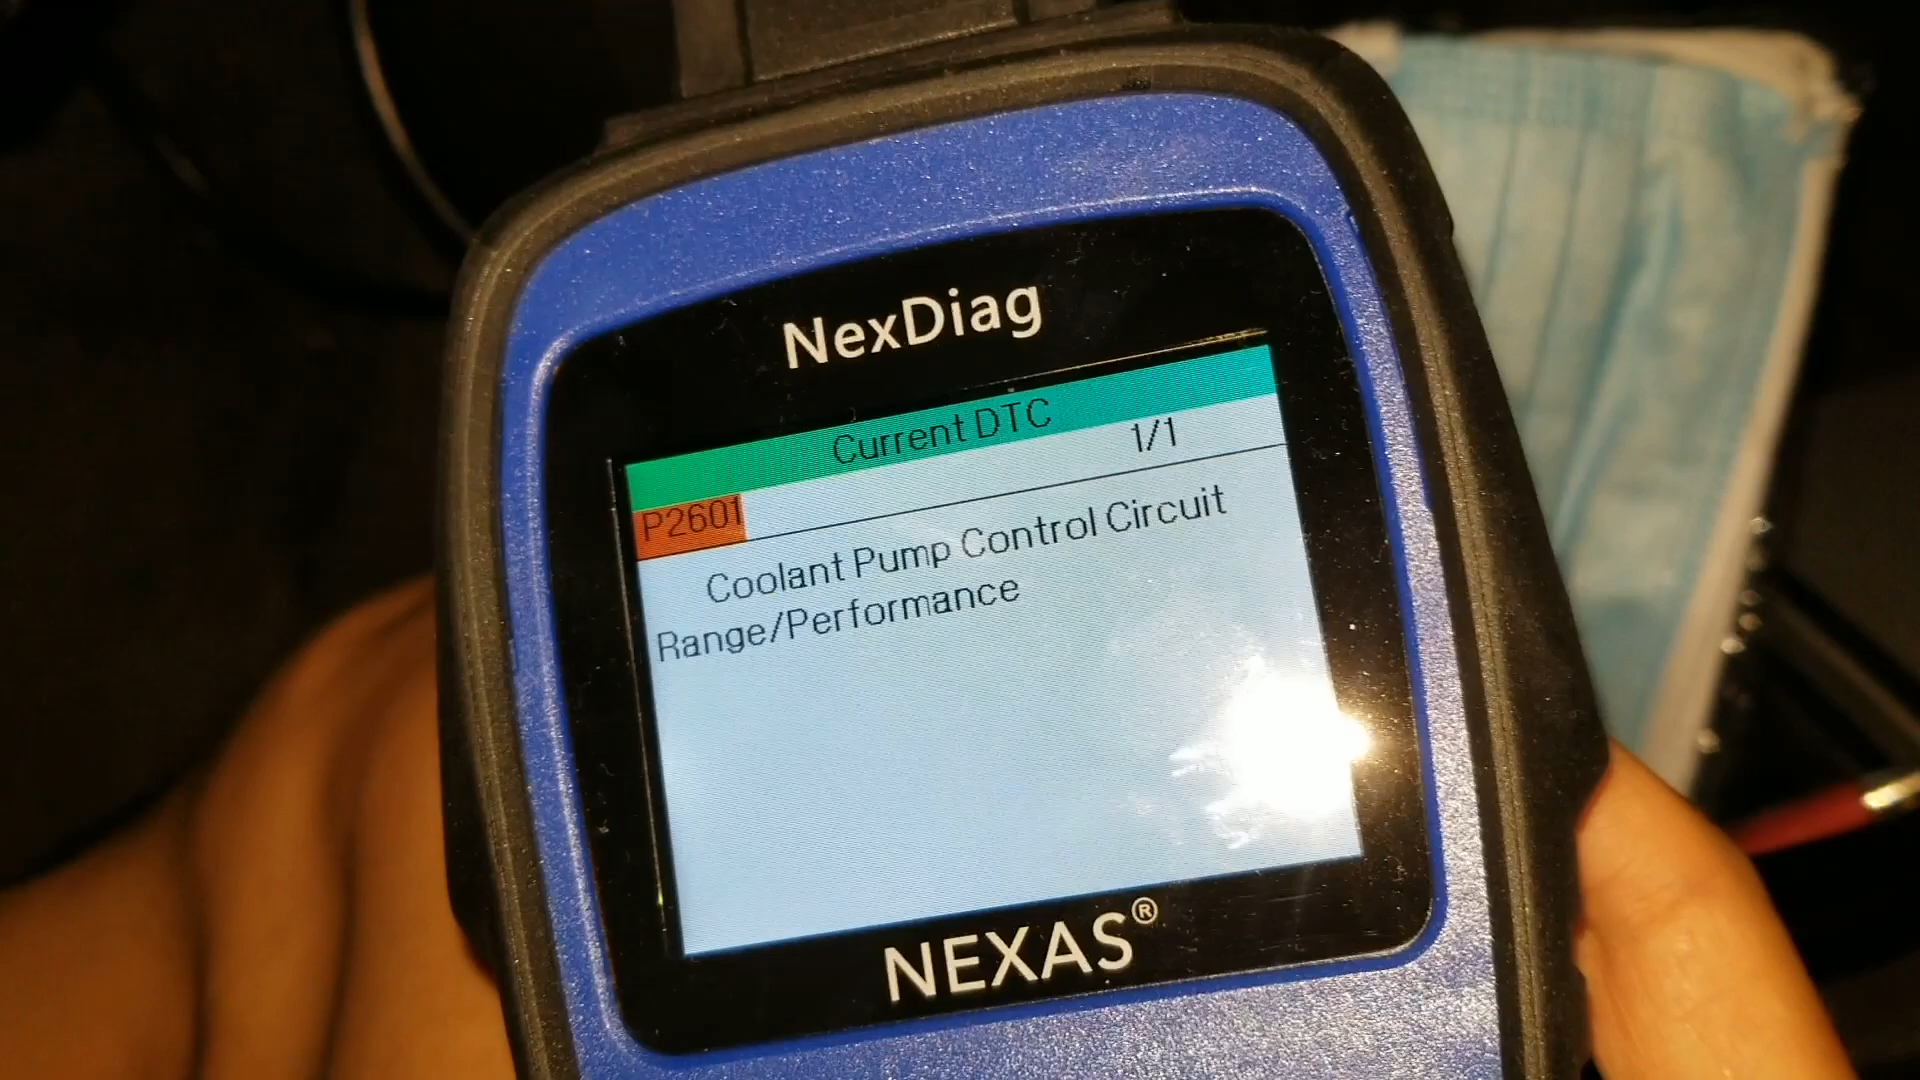 NexDiag
Current DTC
1/1
P2601
Coolant Pump Control Circuit
Range/Performance
NEXAS®